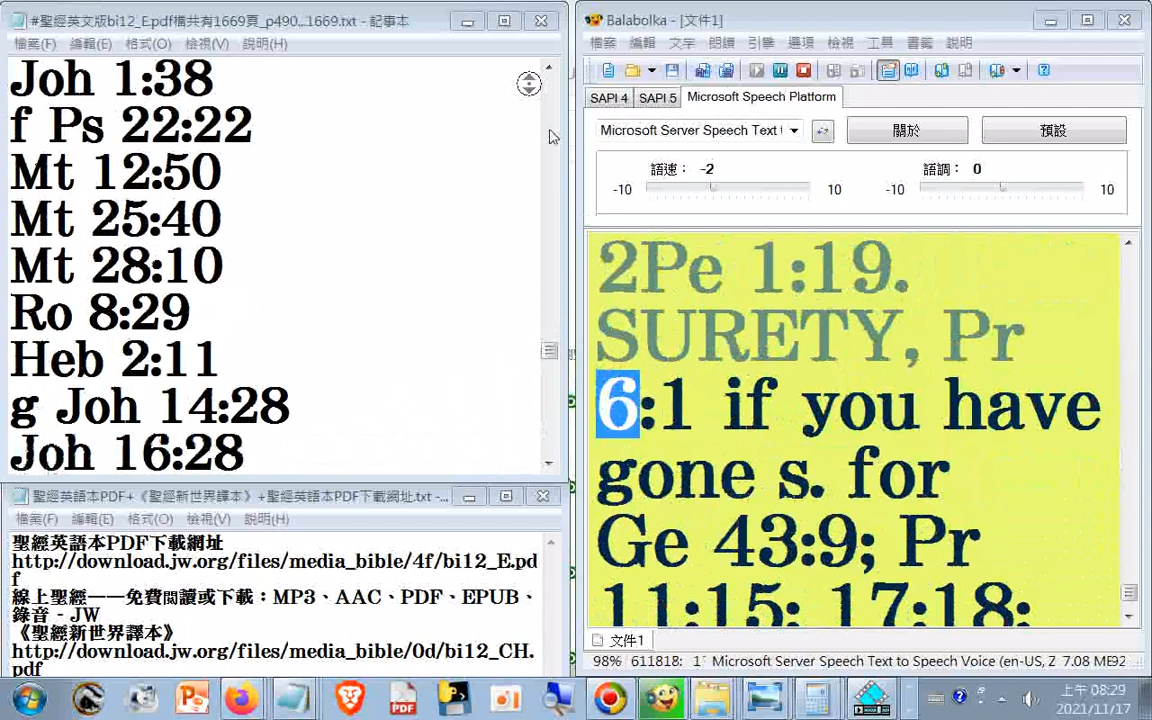 #聖經英文版bi12_E.pdf檔共有1669頁_p490...1669.txt - 記事本
檔案(F) 編輯(E) 格式(O) 檢視(V) 說明(H)
Joh 1:38
f Ps 22:22
Mt 12:50
Mt 25:40
Mt 28:10
Ro 8:29
Heb 2:11
g Joh 14:28
Joh 16:28
聖經英語本PDF+《聖經新世界譯本》+聖經英語本PDF下載網址.txt -...
檔案(F) 編輯(E) 格式(O) 檢視(V) 說明(H)
聖經英語本PDF下載網址
http://download.jw.org/files/media_bible/4f/bi12_E.pd
f
線上聖經——免費閱讀或下載：MP3、AAC、PDF、EPUB、
錄音 - JW
《聖經新世界譯本》
http://download.jw.org/files/media_bible/0d/bi12_CH.
pdf
Balabolka - [文件1]
檔案 編輯 文字 朗讀 引擎 選項 檢視 工具 書籤 說明
SAPI 4 SAPI 5 Microsoft Speech Platform
Microsoft Server Speech Text 關於 預設
語速： -2 語調： 0
-10 10 -10 10
2Pe 1:19.
SURETY, Pr
6:1 if you have
gone s. for
Ge 43:9; Pr
11:15; 17:18;
文件1
98% 611818: Microsoft Server Speech Text to Speech Voice (en-US, Z 7.08 ME
上午 08:29
2021/11/17